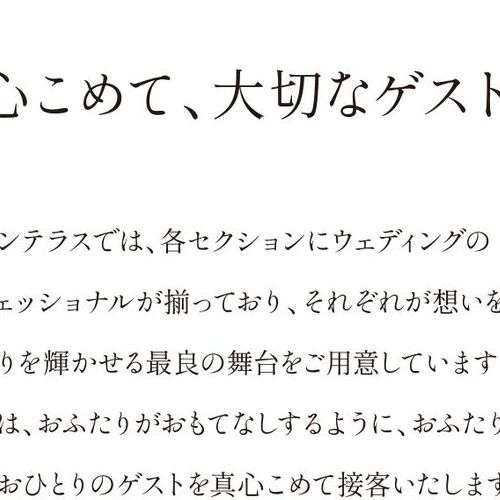 心こめて、大切なゲスト
ンテラスでは、各セクションにウェディングの
ェッショナルが揃っており、それぞれが想いを
りを輝かせる最良の舞台をご用意しています
は、おふたりがおもてなしするように、おふたり
おひとりのゲストを真心こめて接客いたします